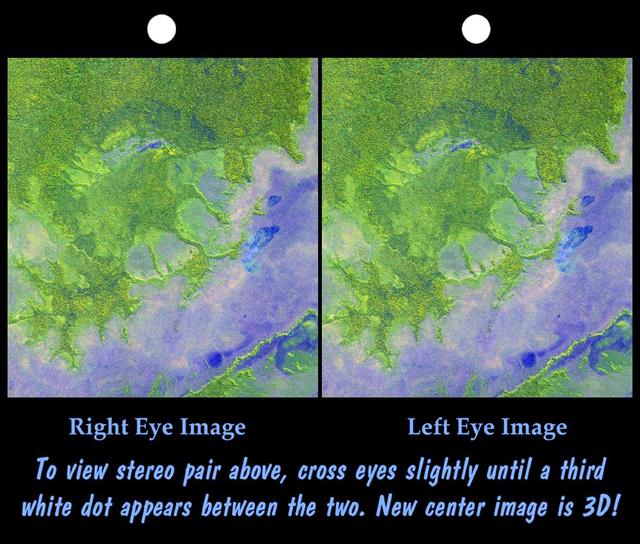 Right Eye Image
Left Eye Image
To view stereo pair above, cross eyes slightly until a third
white dot appears between the two. New center image is 3D!